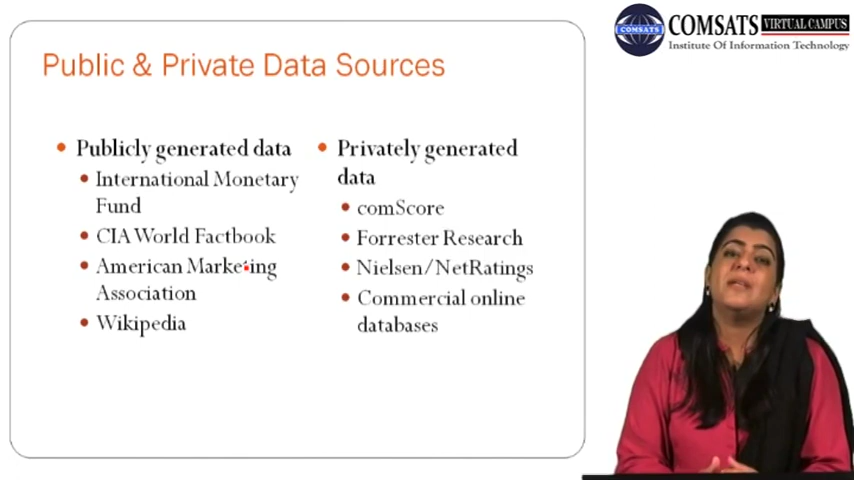 COMSATS VIRTUAL CAMPUS
COMSATS
Institute Of Information Technology
Public & Private Data Sources
Publicly generated data
International Monetary
Fund
CIA World Factbook
American Marketing
Association
Wikipedia
Privately generated
data
comScore
Forrester Research
Nielsen/NetRatings
Commercial online
databases